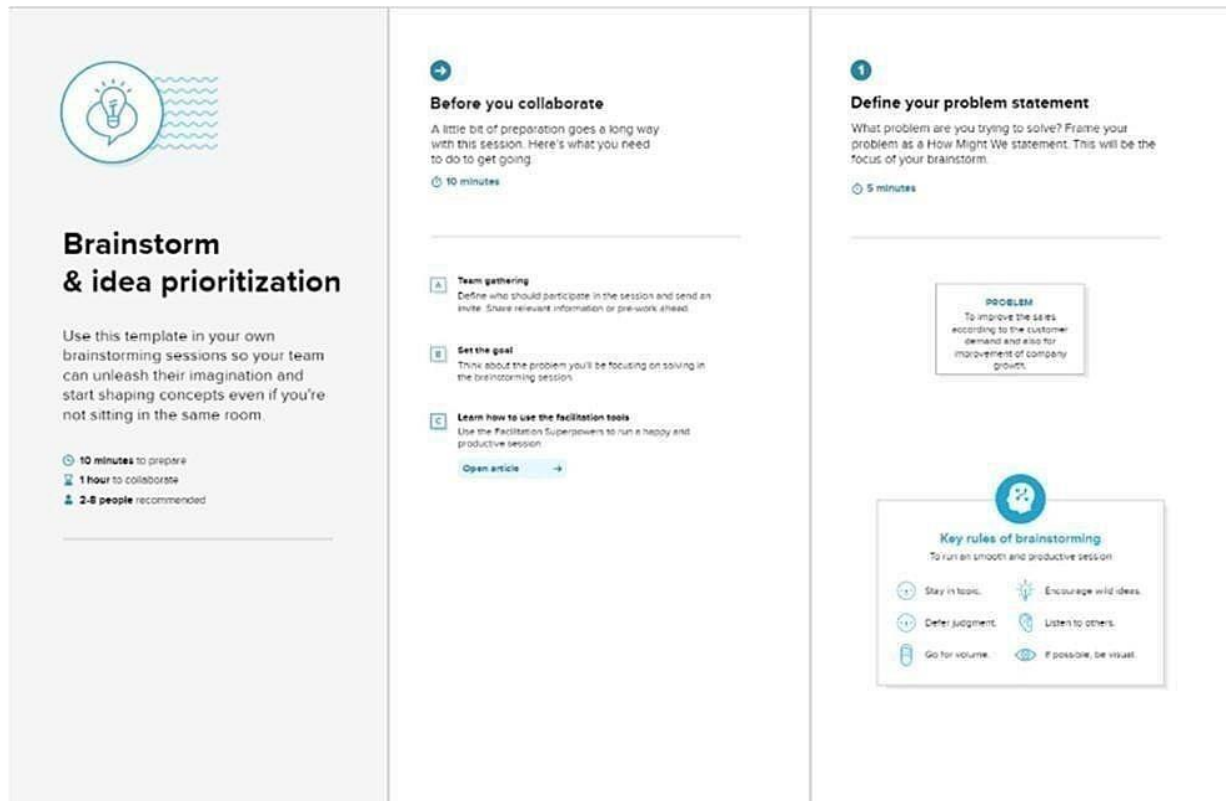 Brainstorm
& idea prioritization
Use this template in your own
brainstorming sessions so your team
can unleash their imagination and
start shaping concepts even if you're
not sitting in the same room.
10 minutes to prepare
1 hour to collaborate
2-8 people recommended
Before you collaborate
A little bit of preparation goes a long way
with this session. Here's what you need
to do to get going.
10 minutes
A
Team gathering
Define who should participate in the session and send an
invite. Share relevant information or pre-work ahead.
B
Set the goal
Think about the problem you'll be focusing on solving in
the brainstorming session.
C
Learn how to use the facilitation tools
Use the Facilitation Superpowers to run a happy and
productive session.
Open article
1
Define your problem statement
What problem are you trying to solve? Frame your
problem as a How Might We statement. This will be the
focus of your brainstorm.
5 minutes
PROBLEM
To improve the sales
according to the customer
demand and also for
improvement of company
growth.
Key rules of brainstorming
To run an smooth and productive session
Stay in topic.
Encourage wild ideas.
Defer judgment.
Listen to others.
Go for volume.
If possible, be visual.